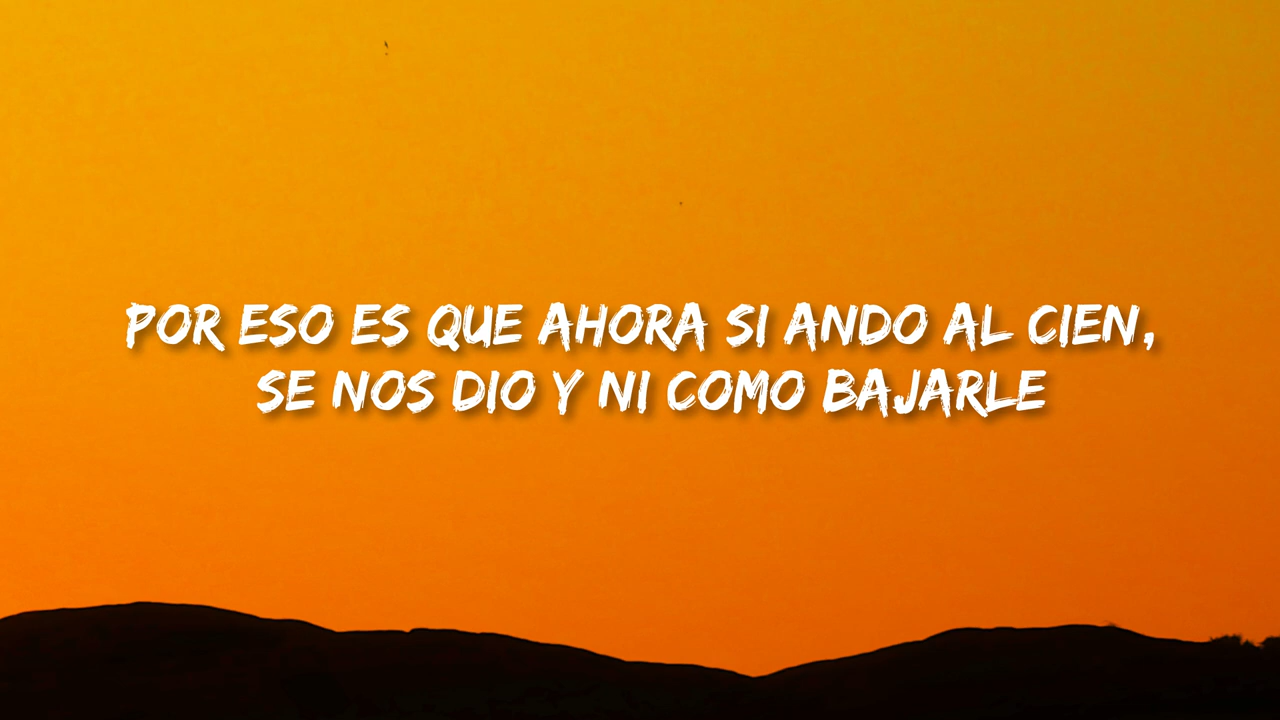 POR ESO ES QUE AHORA SI ANDO AL CIEN,
SE NOS DIO Y NI COMO BAJARLE